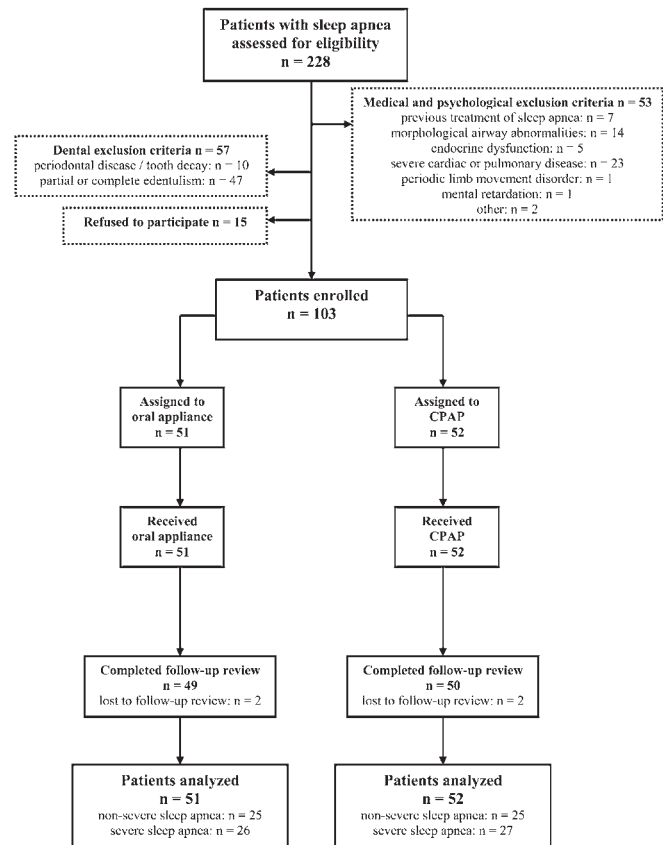 Patients with sleep apnea
assessed for eligibility
n = 228
Medical and psychological exclusion criteria n = 53
previous treatment of sleep apnea: n = 7
morphological airway abnormalities: n = 14
endocrine dysfunction: n = 5
severe cardiac or pulmonary disease: n = 23
periodic limb movement disorder: n = 1
mental retardation: n = 1
other: n = 2
Dental exclusion criteria n = 57
periodontal disease / tooth decay: n = 10
partial or complete edentulism: n = 47
Refused to participate n = 15
Patients enrolled
n = 103
Assigned to
oral appliance
n = 51
Assigned to
CPAP
n = 52
Received
oral appliance
n = 51
Received
CPAP
n = 52
Completed follow-up review
n = 49
lost to follow-up review: n = 2
Completed follow-up review
n = 50
lost to follow-up review: n = 2
Patients analyzed
n = 51
non-severe sleep apnea: n = 25
severe sleep apnea: n = 26
Patients analyzed
n = 52
non-severe sleep apnea: n = 25
severe sleep apnea: n = 27